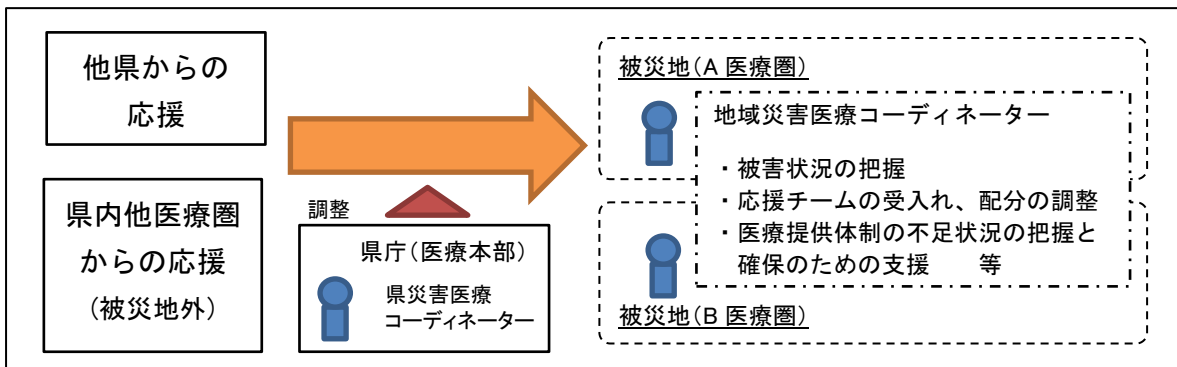 他県からの
応援
県内他医療圏
からの応援
（被災地外）
調整
県庁（医療本部）
県災害医療
コーディネーター
被災地（A 医療圏）
地域災害医療コーディネーター
・被害状況の把握
・応援チームの受入れ、配分の調整
・医療提供体制の不足状況の把握と
確保のための支援　　等
被災地（B 医療圏）